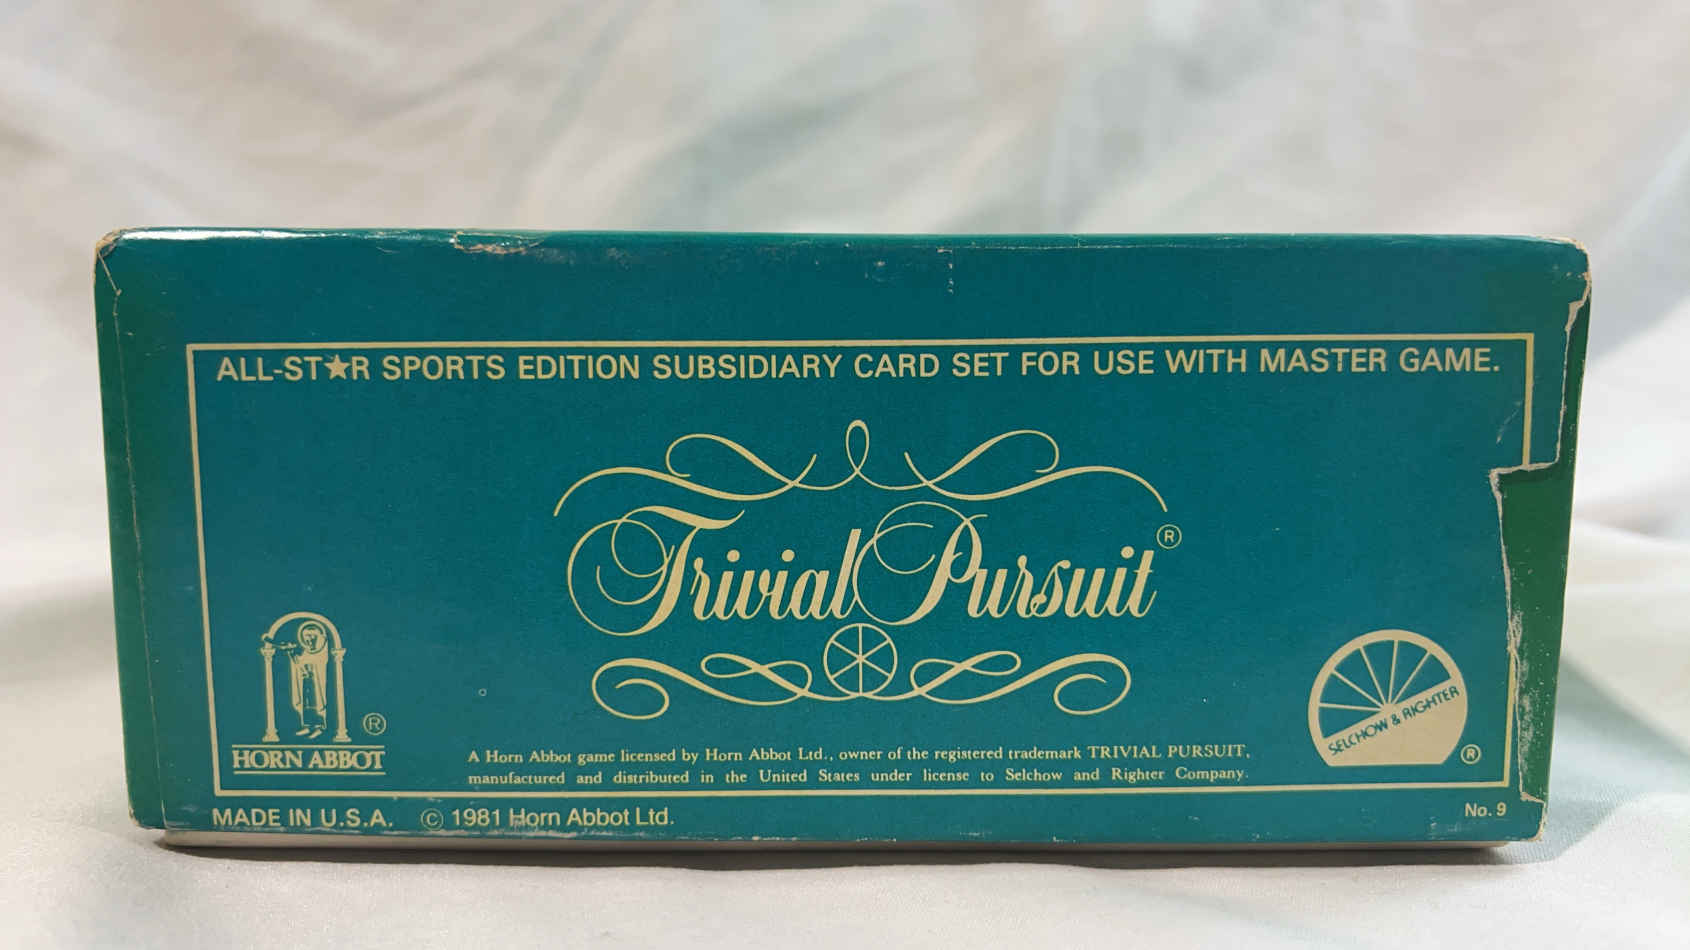 ALL-ST★R SPORTS EDITION SUBSIDIARY CARD SET FOR USE WITH MASTER GAME.
Trivial Pursuit ®
HORN ABBOT ®
A Horn Abbot game licensed by Horn Abbot Ltd., owner of the registered trademark TRIVIAL PURSUIT,
manufactured and distributed in the United States under license to Selchow and Righter Company.
SELCHOW & RIGHTER ®
MADE IN U.S.A. © 1981 Horn Abbot Ltd.
No. 9